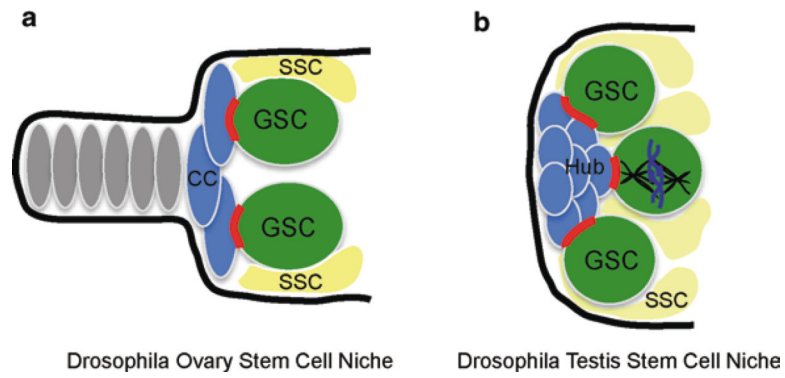 a
SSC
GSC
CC
GSC
SSC
Drosophila Ovary Stem Cell Niche
b
GSC
Hub
GSC
SSC
Drosophila Testis Stem Cell Niche